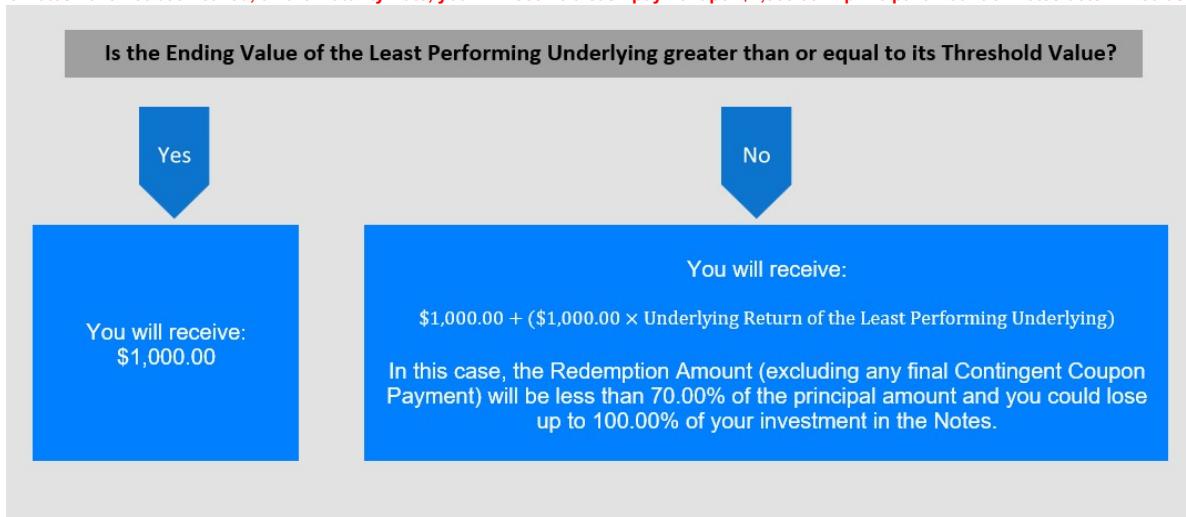 Is the Ending Value of the Least Performing Underlying greater than or equal to its Threshold Value?
Yes
No
You will receive:
$1,000.00
You will receive:
$1,000.00 + ($1,000.00 × Underlying Return of the Least Performing Underlying)
In this case, the Redemption Amount (excluding any final Contingent Coupon
Payment) will be less than 70.00% of the principal amount and you could lose
up to 100.00% of your investment in the Notes.